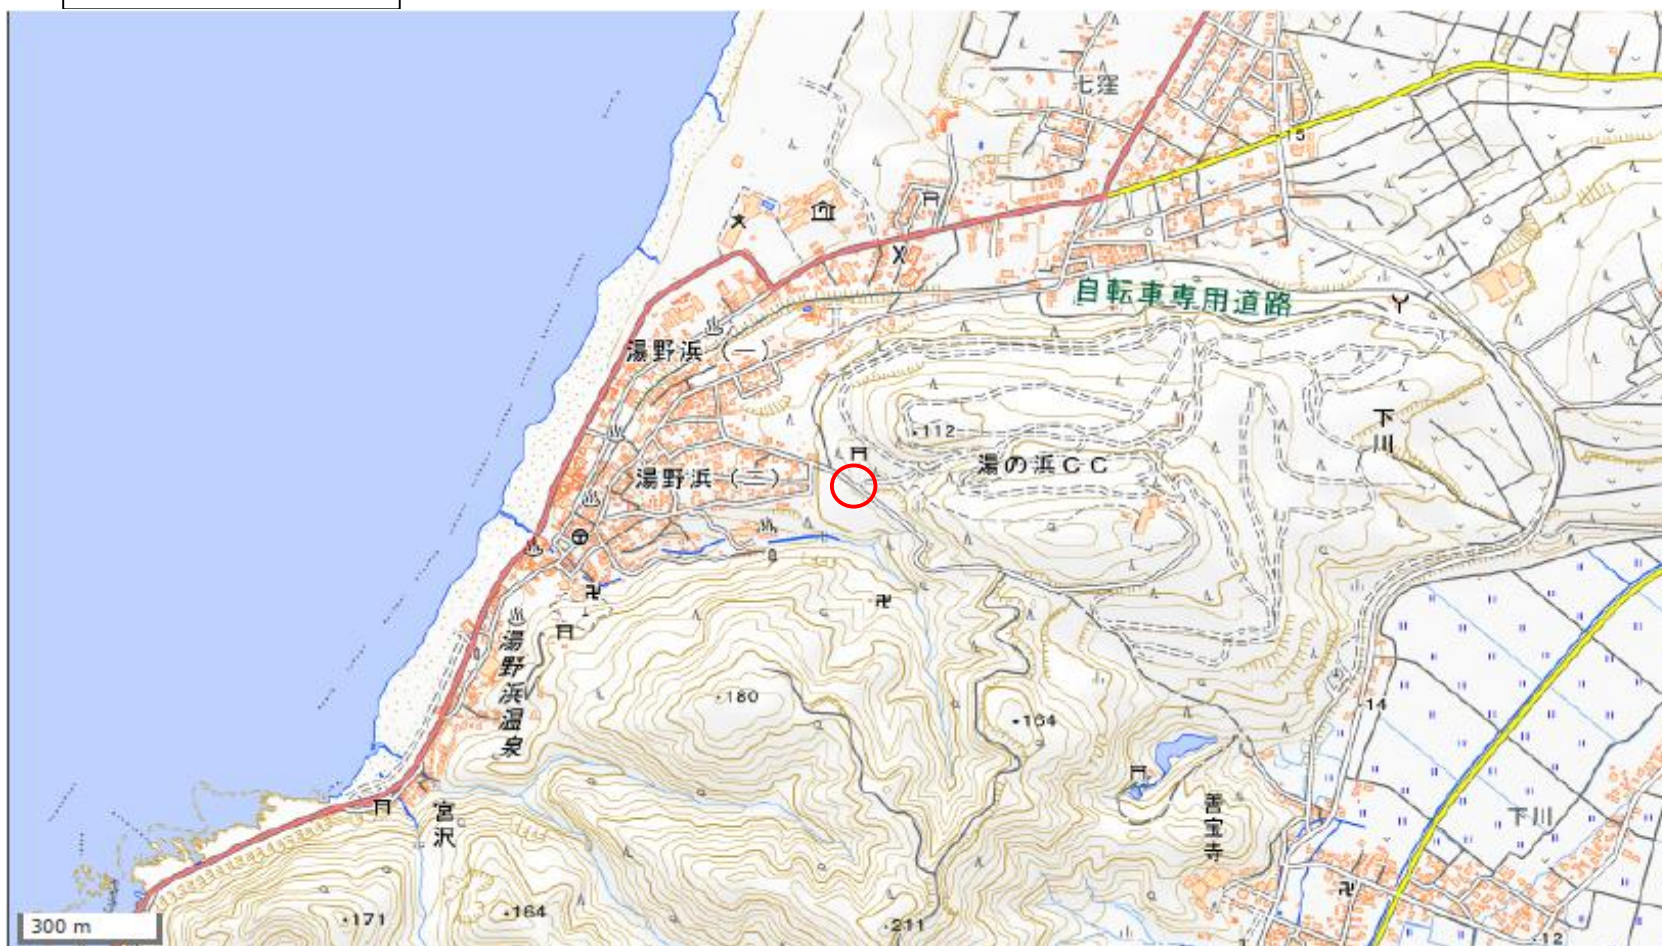 七窪
15
自転車専用道路
湯野浜(一)
112
湯の浜CC
下川
湯野浜(二)
湯野浜温泉
180
164
14
宮沢
善宝寺
下川
171
164
211
12
300 m